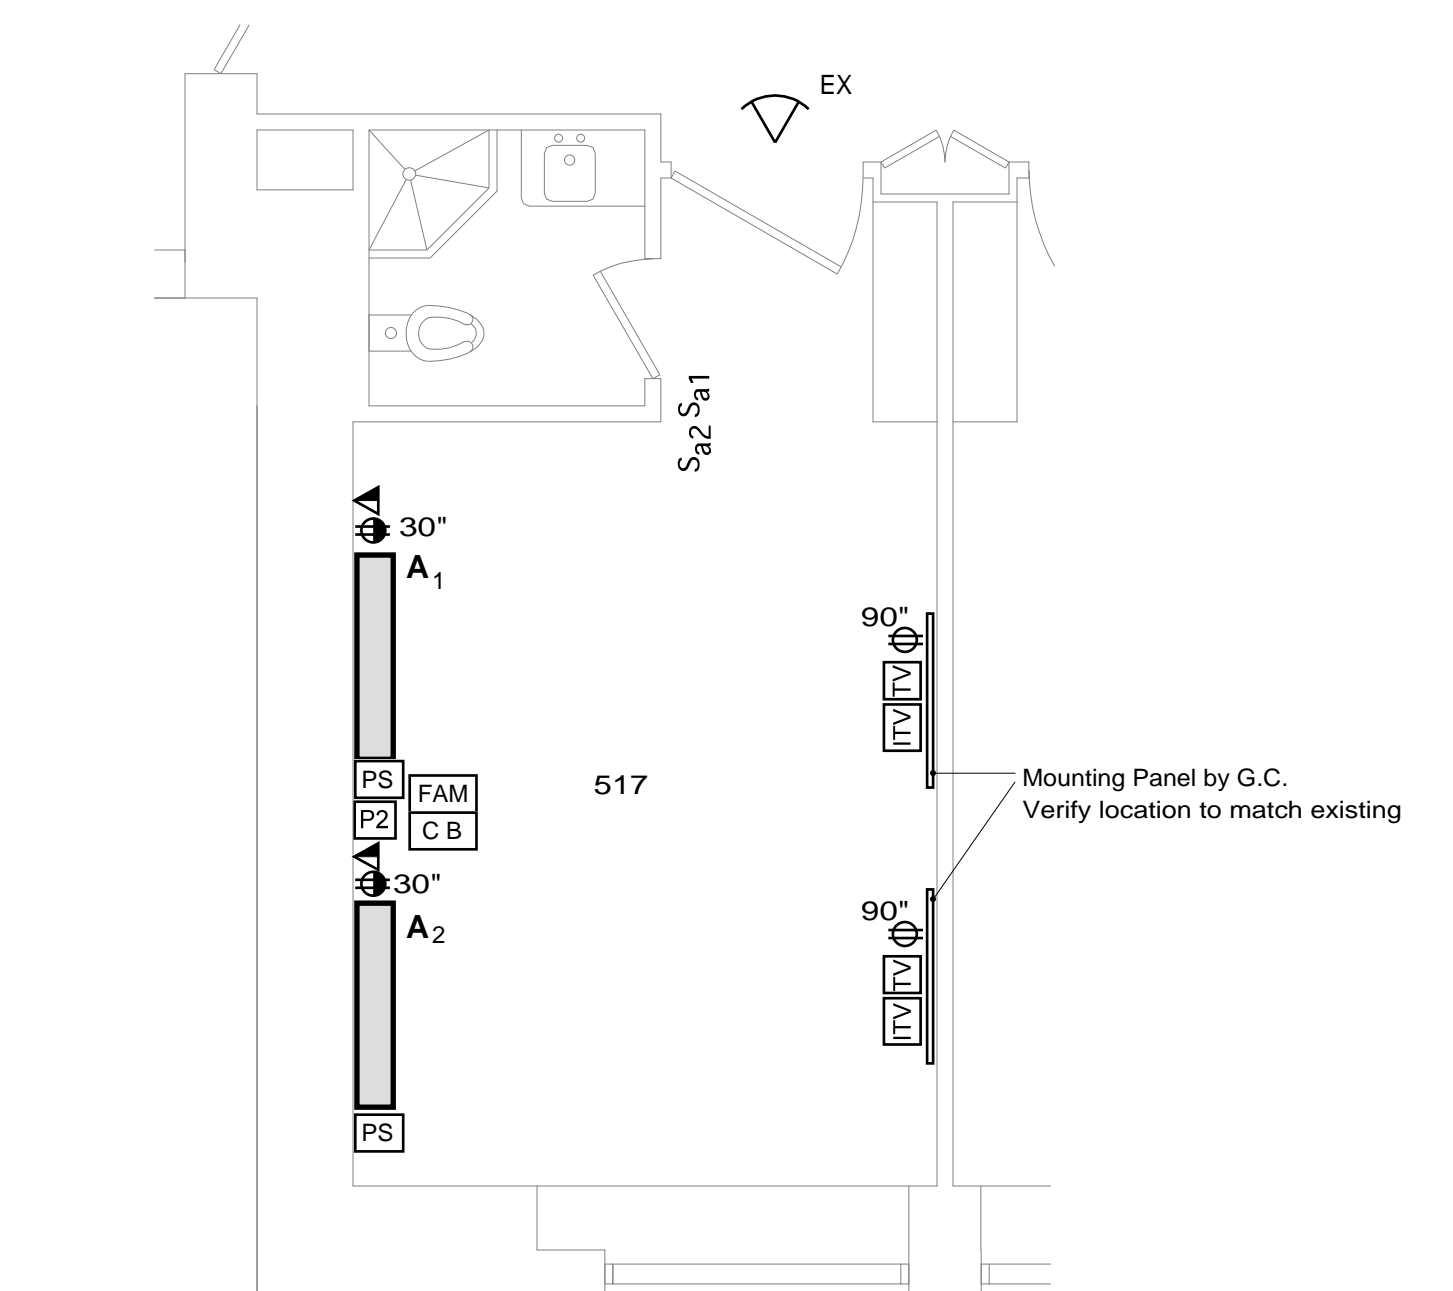 EX
Sa1
Sa2
30"
A1
90"
TV
ITV
PS
FAM
P2
C B
517
Mounting Panel by G.C.
Verify location to match existing
30"
A2
90"
TV
ITV
PS